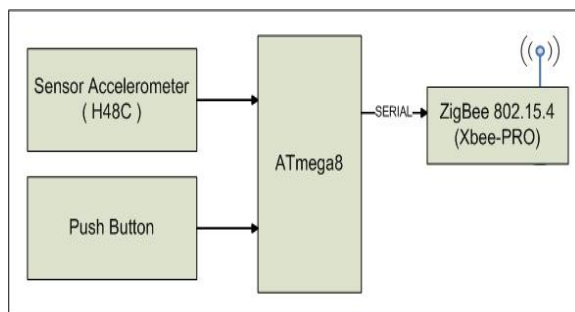 Sensor Accelerometer
( H48C )
Push Button
ATmega8
SERIAL
ZigBee 802.15.4
(Xbee-PRO)